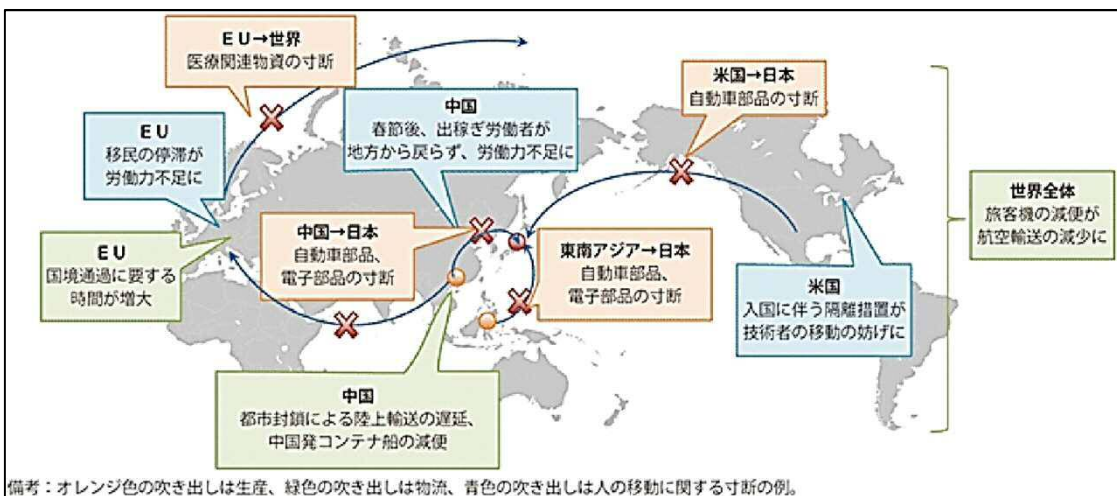 ＥＵ→世界
医療関連物資の寸断
ＥＵ
移民の停滞が
労働力不足に
ＥＵ
国境通過に要する
時間が増大
中国
春節後、出稼ぎ労働者が
地方から戻らず、労働力不足に
中国→日本
自動車部品、
電子部品の寸断
中国
都市封鎖による陸上輸送の遅延、
中国発コンテナ船の減便
東南アジア→日本
自動車部品、
電子部品の寸断
米国→日本
自動車部品の寸断
米国
入国に伴う隔離措置が
技術者の移動の妨げに
世界全体
旅客機の減便が
航空輸送の減少に
備考：オレンジ色の吹き出しは生産、緑色の吹き出しは物流、青色の吹き出しは人の移動に関する寸断の例。